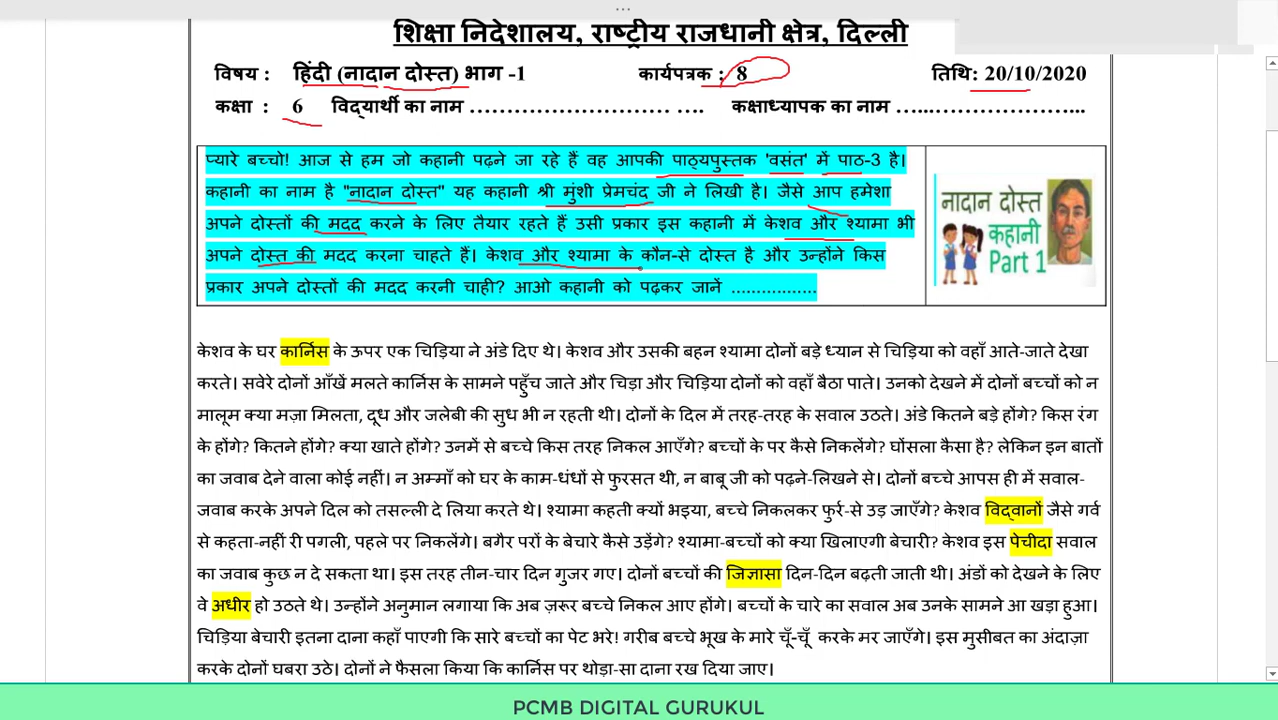 शिक्षा निदेशालय, राष्ट्रीय राजधानी क्षेत्र, दिल्ली
विषय : हिंदी (नादान दोस्त) भाग -1 कार्यपत्रक : 8 तिथि: 20/10/2020
कक्षा : 6 विद्यार्थी का नाम ……………………… …. कक्षाध्यापक का नाम …...………………...
प्यारे बच्चो! आज से हम जो कहानी पढ़ने जा रहे हैं वह आपकी पाठ्यपुस्तक 'वसंत' में पाठ-3 है।
कहानी का नाम है "नादान दोस्त" यह कहानी श्री मुंशी प्रेमचंद जी ने लिखी है। जैसे आप हमेशा
अपने दोस्तों की मदद करने के लिए तैयार रहते हैं उसी प्रकार इस कहानी में केशव और श्यामा भी
अपने दोस्त की मदद करना चाहते हैं। केशव और श्यामा के कौन-से दोस्त है और उन्होंने किस
प्रकार अपने दोस्तों की मदद करनी चाही? आओ कहानी को पढ़कर जानें .................
नादान दोस्त
कहानी
Part 1
केशव के घर कार्निस के ऊपर एक चिड़िया ने अंडे दिए थे। केशव और उसकी बहन श्यामा दोनों बड़े ध्यान से चिड़िया को वहाँ आते-जाते देखा
करते। सवेरे दोनों आँखें मलते कार्निस के सामने पहुँच जाते और चिड़ा और चिड़िया दोनों को वहाँ बैठा पाते। उनको देखने में दोनों बच्चों को न
मालूम क्या मज़ा मिलता, दूध और जलेबी की सुध भी न रहती थी। दोनों के दिल में तरह-तरह के सवाल उठते। अंडे कितने बड़े होंगे? किस रंग
के होंगे? कितने होंगे? क्या खाते होंगे? उनमें से बच्चे किस तरह निकल आएँगे? बच्चों के पर कैसे निकलेंगे? घोंसला कैसा है? लेकिन इन बातों
का जवाब देने वाला कोई नहीं। न अम्माँ को घर के काम-धंधों से फुरसत थी, न बाबू जी को पढ़ने-लिखने से। दोनों बच्चे आपस ही में सवाल-
जवाब करके अपने दिल को तसल्ली दे लिया करते थे। श्यामा कहती क्यों भइया, बच्चे निकलकर फुर्र-से उड़ जाएँगे? केशव विद्वानों जैसे गर्व
से कहता-नहीं री पगली, पहले पर निकलेंगे। बगैर परों के बेचारे कैसे उड़ेंगे? श्यामा-बच्चों को क्या खिलाएगी बेचारी? केशव इस पेचीदा सवाल
का जवाब कुछ न दे सकता था। इस तरह तीन-चार दिन गुजर गए। दोनों बच्चों की जिज्ञासा दिन-दिन बढ़ती जाती थी। अंडों को देखने के लिए
वे अधीर हो उठते थे। उन्होंने अनुमान लगाया कि अब ज़रूर बच्चे निकल आए होंगे। बच्चों के चारे का सवाल अब उनके सामने आ खड़ा हुआ।
चिड़िया बेचारी इतना दाना कहाँ पाएगी कि सारे बच्चों का पेट भरे! गरीब बच्चे भूख के मारे चूँ-चूँ करके मर जाएँगे। इस मुसीबत का अंदाज़ा
करके दोनों घबरा उठे। दोनों ने फैसला किया कि कार्निस पर थोड़ा-सा दाना रख दिया जाए।
PCMB DIGITAL GURUKUL